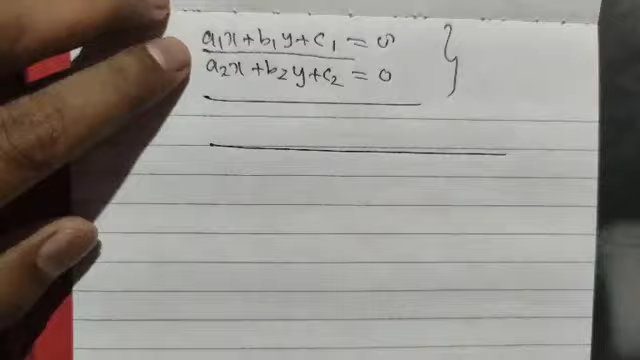 a₁x + b₁y + c₁ = 0
a₂x + b₂y + c₂ = 0